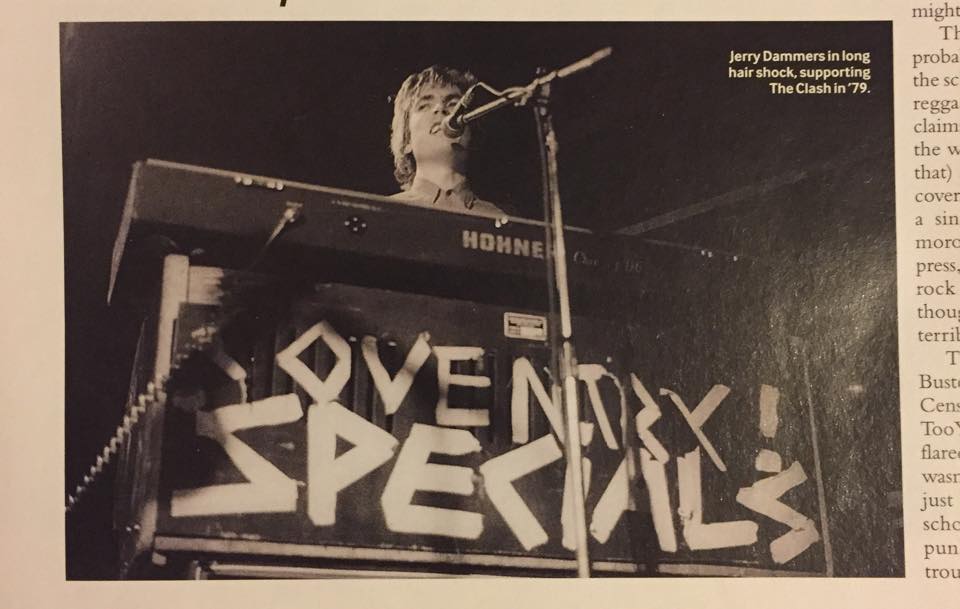 Jerry Dammers in long
hair shock, supporting
The Clash in '79.
HOHNER
COVENTRY!
SPECIALS
might
Th
proba
the sc
regga
claim
the w
that)
cover
a sin
moro
press,
rock
thoug
terrib
T
Buste
Cens
TooY
flare
wasn
just
scho
pun
trou